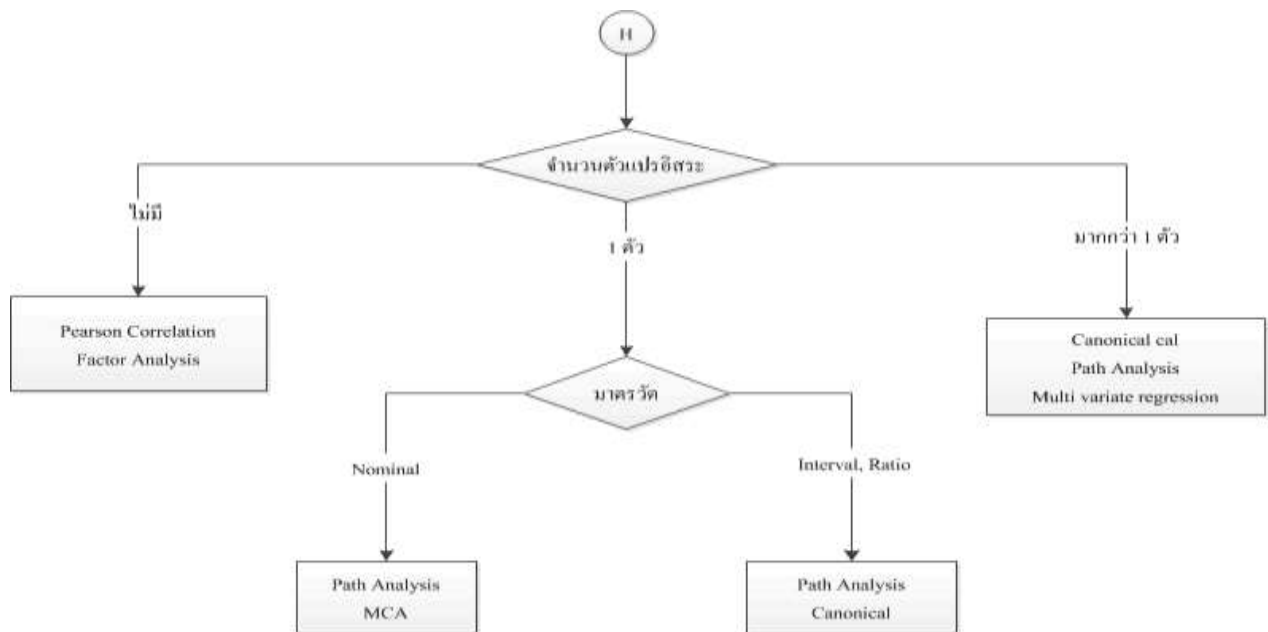 H
จำนวนตัวแปรอิสระ
ไม่มี
1 ตัว
มากกว่า 1 ตัว
Pearson Correlation
Factor Analysis
Canonical cal
Path Analysis
Multi variate regression
มาตรวัด
Nominal
Interval, Ratio
Path Analysis
MCA
Path Analysis
Canonical